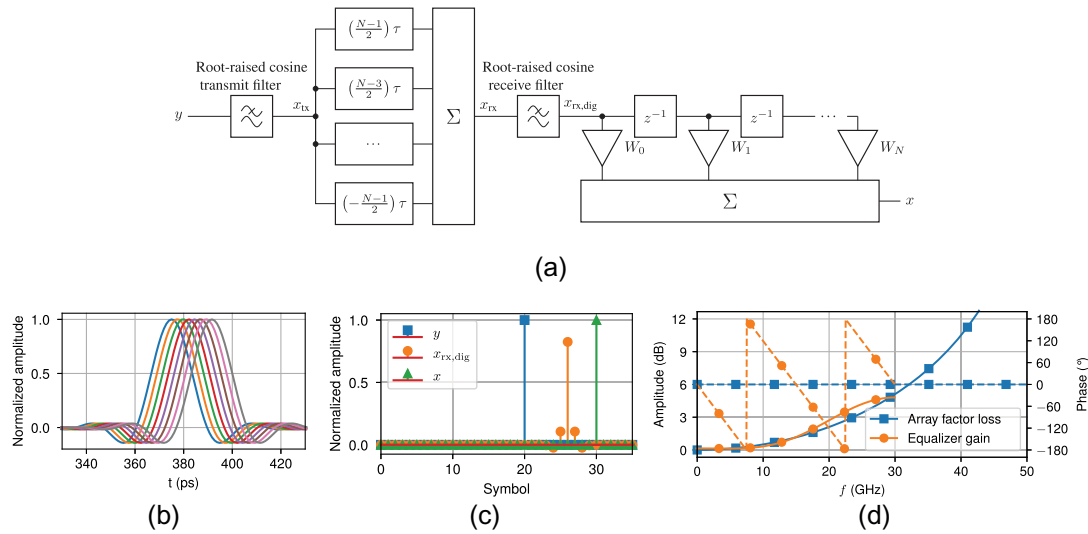 Root-raised cosine
transmit filter
y
x_tx
(N−1/2) τ
(N−3/2) τ
...
(−N−1/2) τ
Σ
x_rx
Root-raised cosine
receive filter
x_rx,dig
z⁻¹
z⁻¹
...
W_0
W_1
W_N
Σ
x
(a)
Normalized amplitude
1.0
0.5
0.0
340
360
380
400
420
t (ps)
(b)
Normalized amplitude
1.0
0.5
0.0
y
x_rx,dig
x
0
10
20
30
Symbol
(c)
Amplitude (dB)
12
9
6
3
0
Array factor loss
Equalizer gain
0
10
20
30
40
50
f (GHz)
180
120
60
0
−60
−120
−180
Phase (°)
(d)